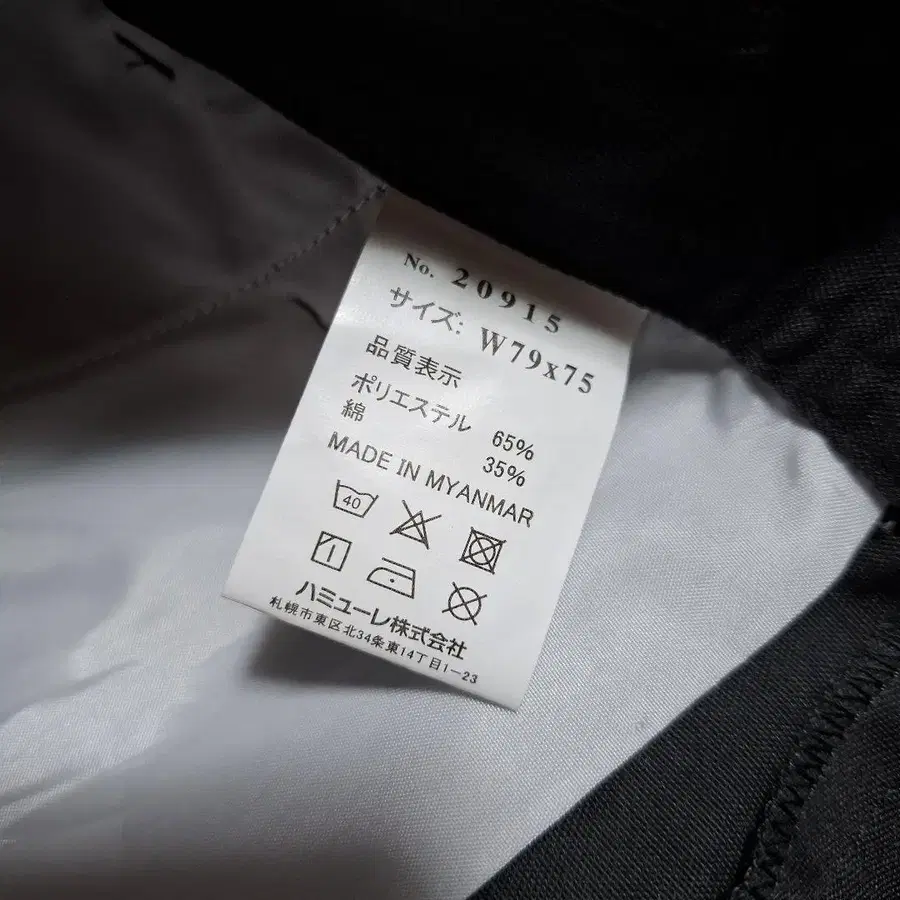 No. 20915
サイズ: W79x75
品質表示
ポリエステル 65%
綿 35%
MADE IN MYANMAR
40
ハミューレ株式会社
札幌市東区北34条東14丁目1-23